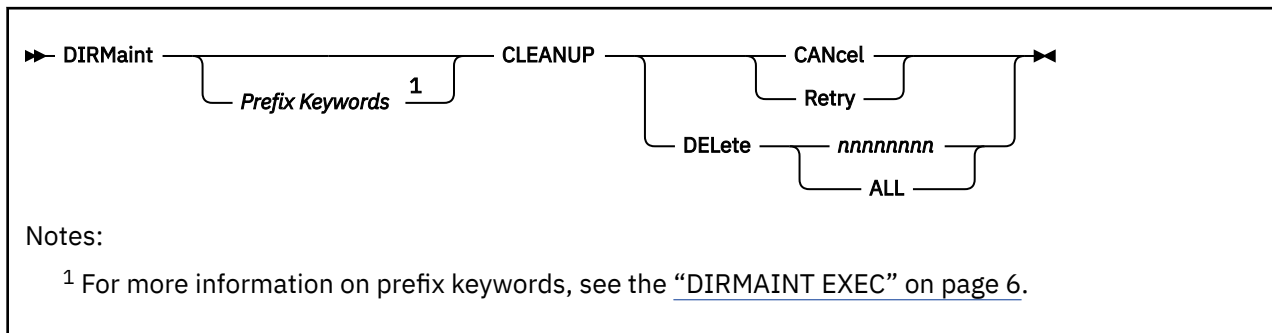 DIRMaint CLEANUP CANcel
Prefix Keywords 1 Retry
DELete nnnnnnnn
ALL
Notes:
1 For more information on prefix keywords, see the “DIRMAINT EXEC” on page 6.